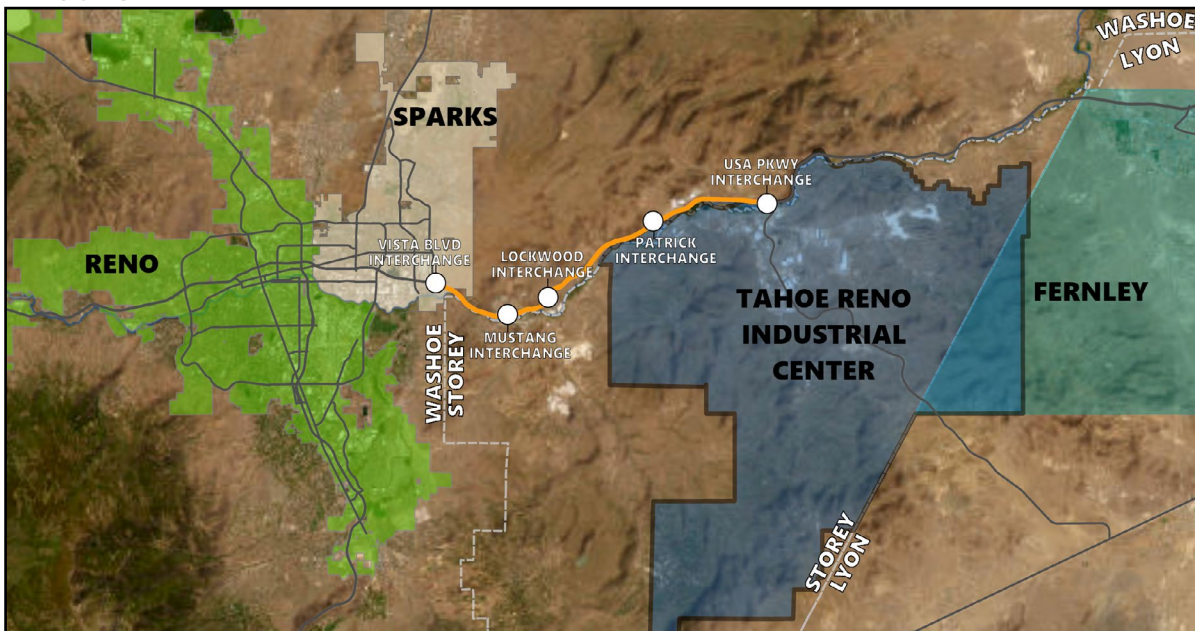 WASHOE
LYON
SPARKS
USA PKWY
INTERCHANGE
VISTA BLVD
INTERCHANGE
LOCKWOOD
INTERCHANGE
PATRICK
INTERCHANGE
RENO
TAHOE RENO
INDUSTRIAL
CENTER
FERNLEY
MUSTANG
INTERCHANGE
WASHOE
STOREY
STOREY
LYON